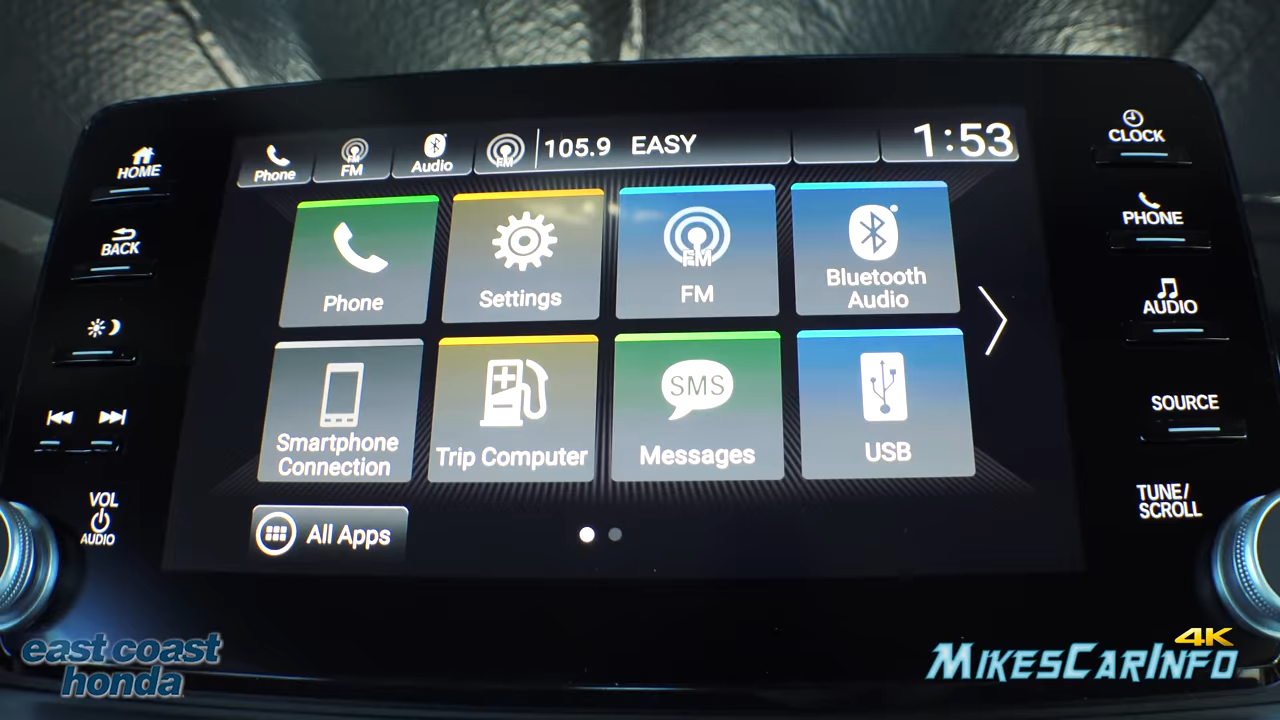 HOME
BACK
VOL
AUDIO
Phone
FM
Audio
FM
105.9 EASY
1:53
Phone
Settings
FM
FM
Bluetooth
Audio
Smartphone
Connection
Trip Computer
SMS
Messages
USB
All Apps
CLOCK
PHONE
AUDIO
SOURCE
TUNE/
SCROLL
east coast
honda
4K
MIKESCARINFO